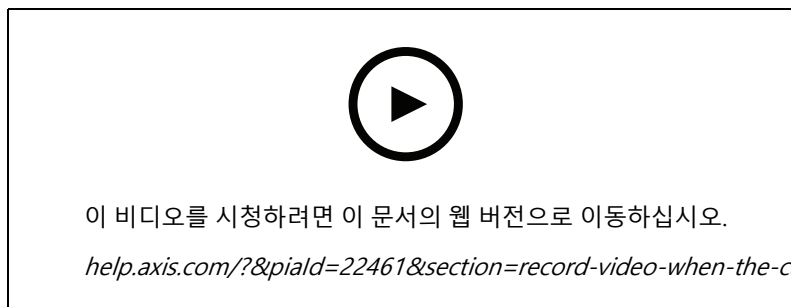 이 비디오를 시청하려면 이 문서의 웹 버전으로 이동하십시오.
help.axis.com/?&piaId=22461&section=record-video-when-the-c